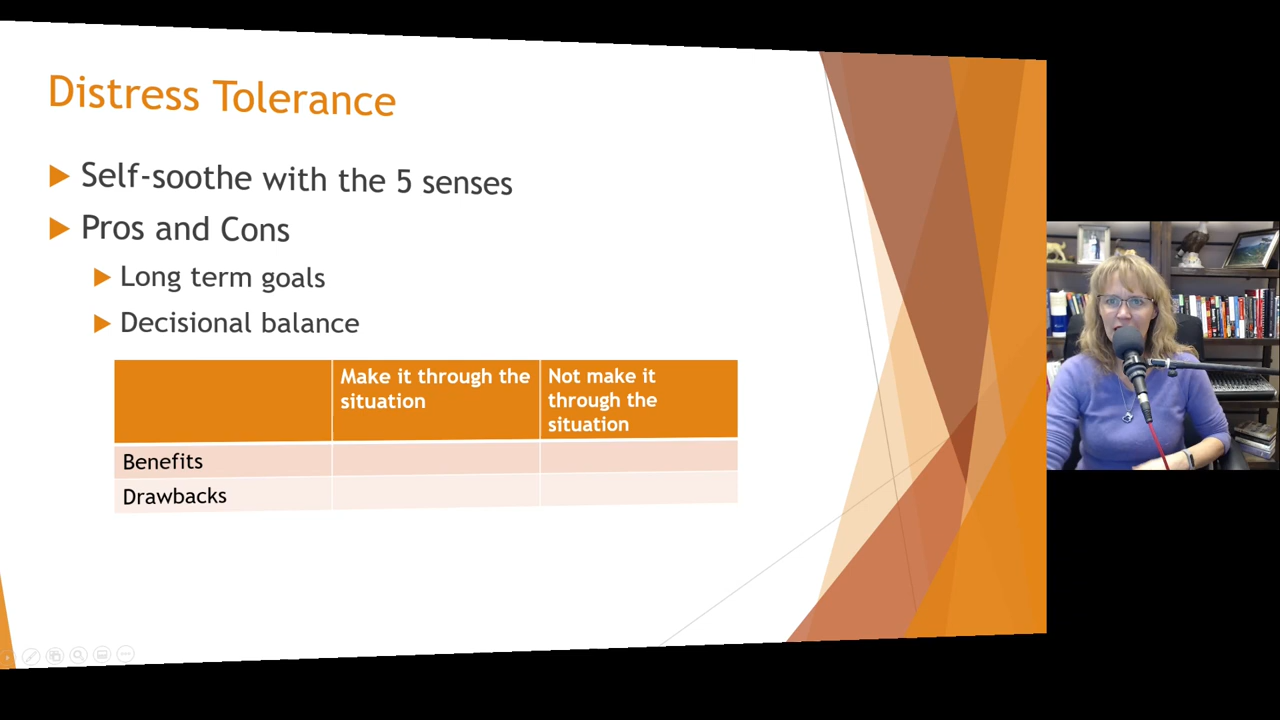 Distress Tolerance
Self-soothe with the 5 senses
Pros and Cons
Long term goals
Decisional balance
Make it through the
situation
Not make it
through the
situation
Benefits
Drawbacks